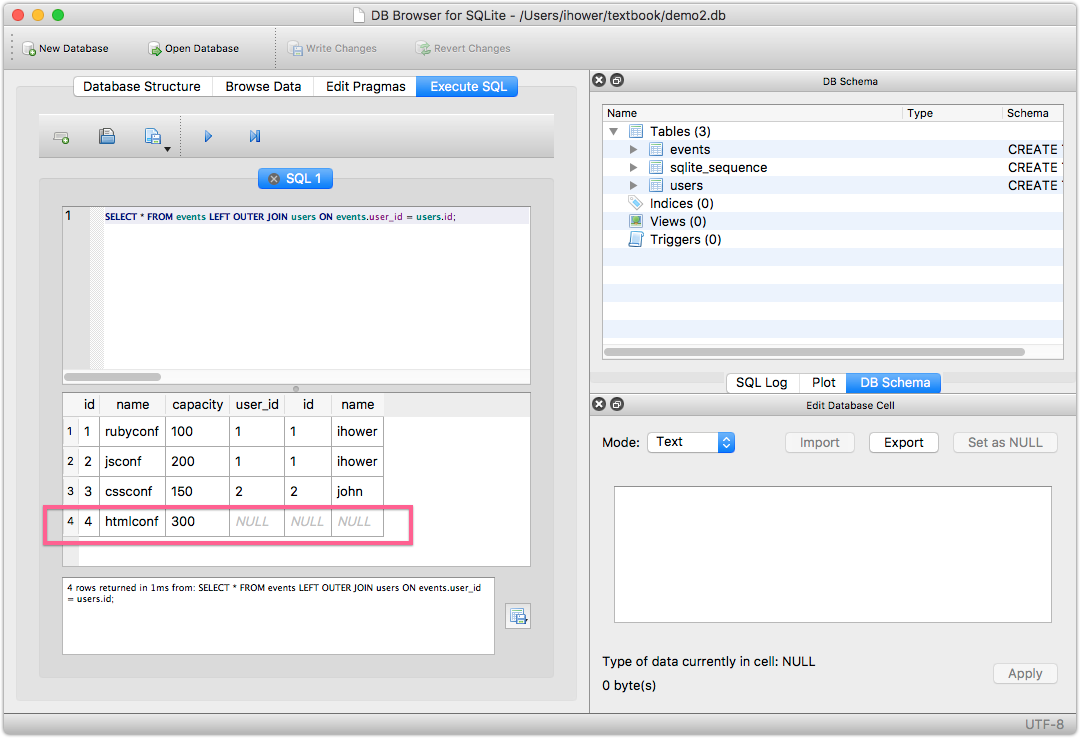 DB Browser for SQLite - /Users/ihower/textbook/demo2.db
New Database Open Database Write Changes Revert Changes
Database Structure Browse Data Edit Pragmas Execute SQL
SQL 1
1 SELECT * FROM events LEFT OUTER JOIN users ON events.user_id = users.id;
id name capacity user_id id name
1 1 rubyconf 100 1 1 ihower
2 2 jsconf 200 1 1 ihower
3 3 cssconf 150 2 2 john
4 4 htmlconf 300 NULL NULL NULL
4 rows returned in 1ms from: SELECT * FROM events LEFT OUTER JOIN users ON events.user_id
= users.id;
DB Schema
Name Type Schema
Tables (3)
events CREATE T
sqlite_sequence CREATE T
users CREATE T
Indices (0)
Views (0)
Triggers (0)
SQL Log Plot DB Schema
Edit Database Cell
Mode: Text Import Export Set as NULL
Type of data currently in cell: NULL
0 byte(s)
Apply
UTF-8